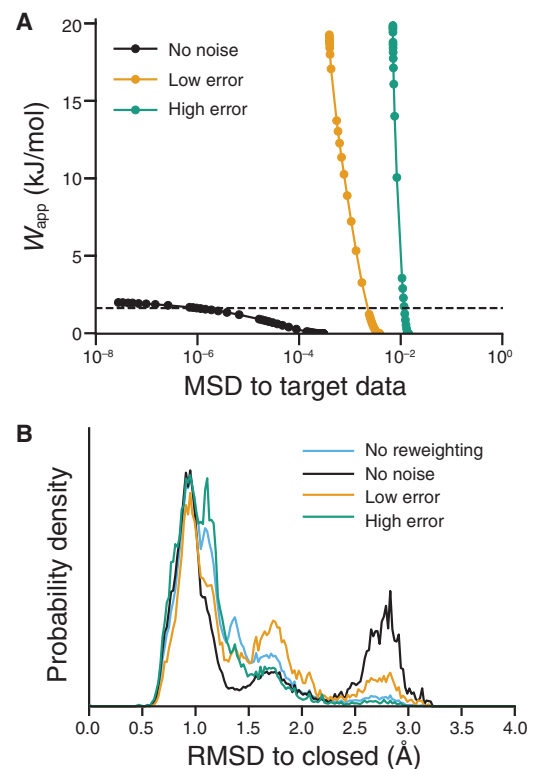 A
20
15
10
5
0
W_app (kJ/mol)
No noise
Low error
High error
10^-8 10^-6 10^-4 10^-2 10^0
MSD to target data
B
Probability density
No reweighting
No noise
Low error
High error
0.0 0.5 1.0 1.5 2.0 2.5 3.0 3.5 4.0
RMSD to closed (Å)